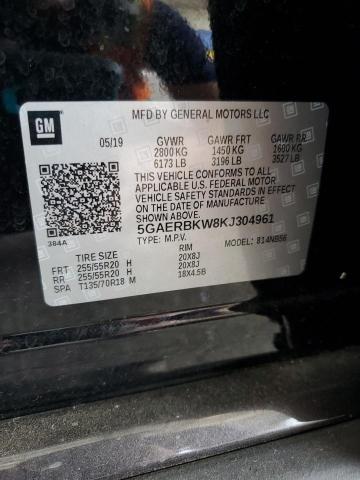 GM
MFD BY GENERAL MOTORS LLC
05/19 GVWR GAWR FRT GAWR RR
2800 KG 1450 KG 1600 KG
6173 LB 3196 LB 3527 LB
THIS VEHICLE CONFORMS TO ALL
APPLICABLE U.S. FEDERAL MOTOR
VEHICLE SAFETY STANDARDS IN EFFECT
ON THE DATE OF MANUFACTURE SHOWN
ABOVE.
384A
5GAERBKW8KJ304961
TYPE: M.P.V. MODEL: 814NB56
TIRE SIZE RIM
FRT 255/55R20 H 20X8J
RR 255/55R20 H 20X8J
SPA T135/70R18 M 18X4.5B